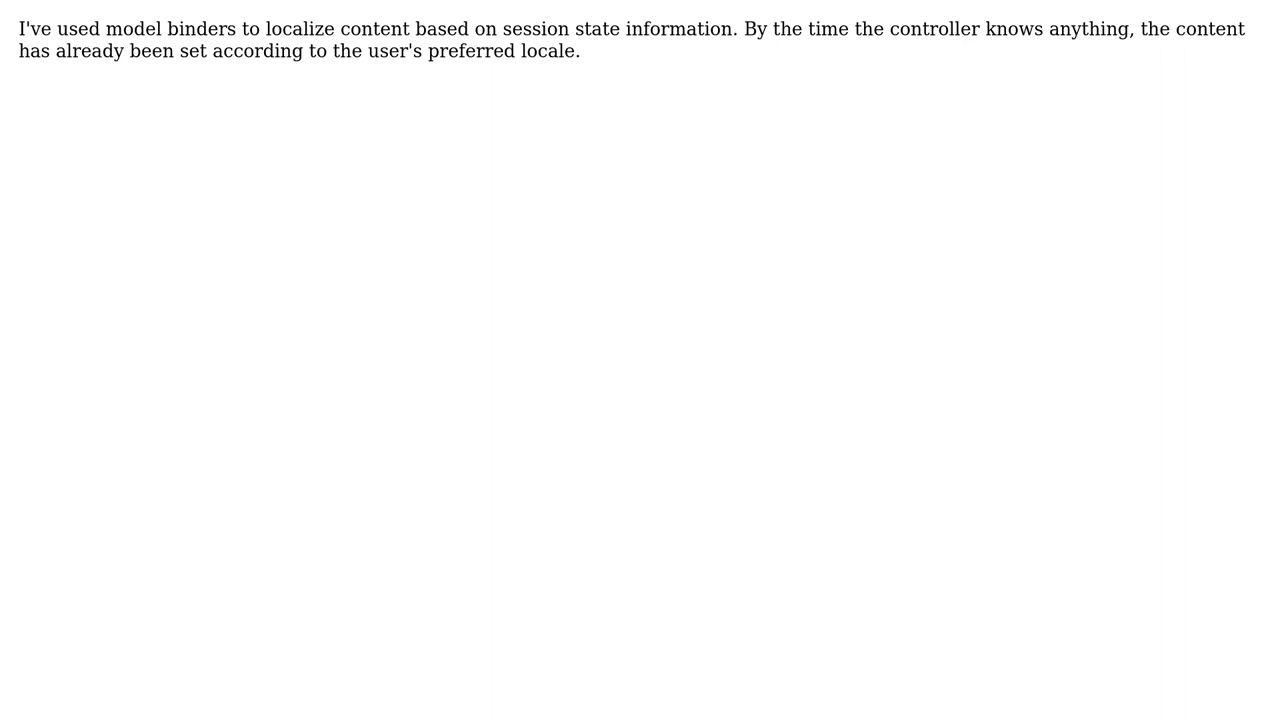 I've used model binders to localize content based on session state information. By the time the controller knows anything, the content
has already been set according to the user's preferred locale.